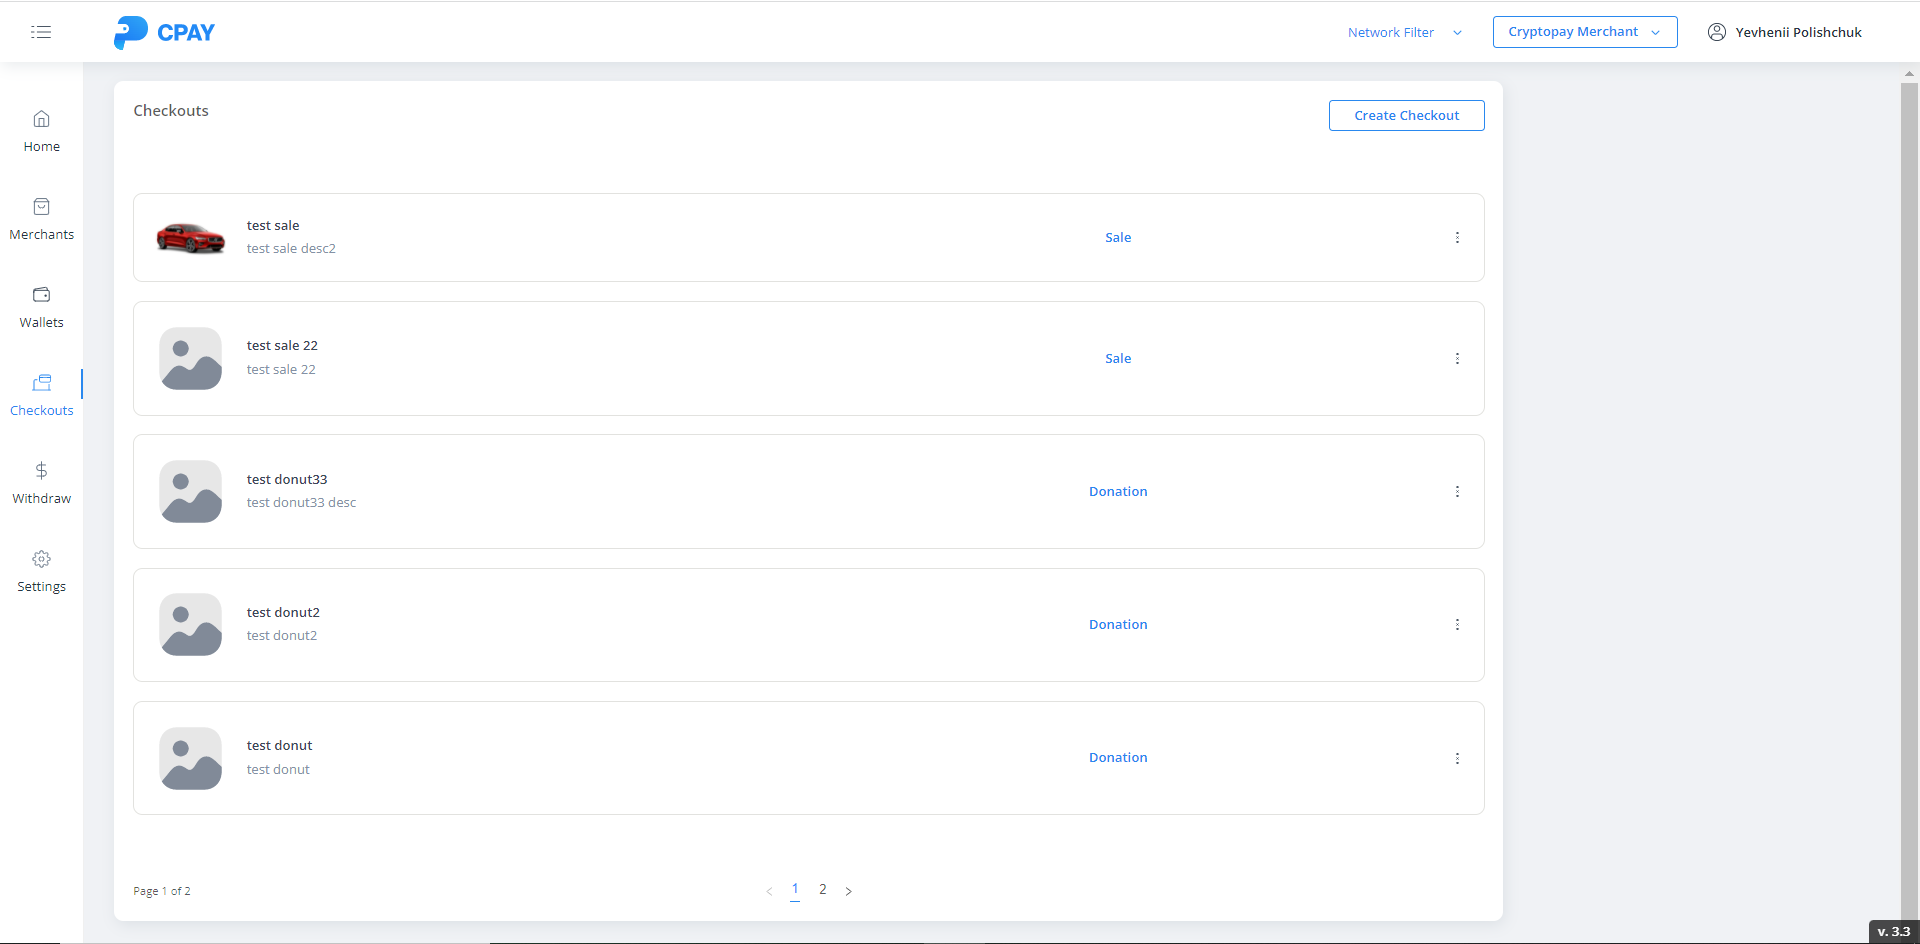 CPAY
Network Filter
Cryptopay Merchant
Yevhenii Polishchuk
Home
Merchants
Wallets
Checkouts
Withdraw
Settings
Checkouts
Create Checkout
test sale
test sale desc2
Sale
test sale 22
test sale 22
Sale
test donut33
test donut33 desc
Donation
test donut2
test donut2
Donation
test donut
test donut
Donation
Page 1 of 2
< 1 2 >
v. 3.3